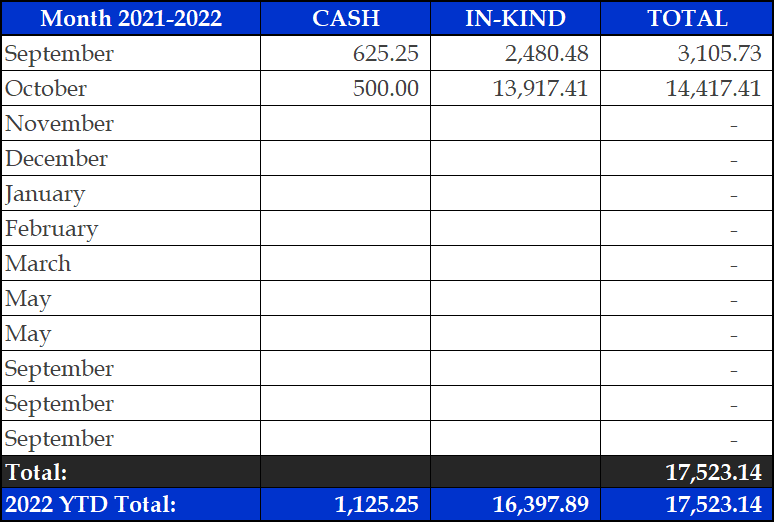 Month 2021-2022 CASH IN-KIND TOTAL
September 625.25 2,480.48 3,105.73
October 500.00 13,917.41 14,417.41
November -
December -
January -
February -
March -
May -
May -
September -
September -
September -
Total: 17,523.14
2022 YTD Total: 1,125.25 16,397.89 17,523.14